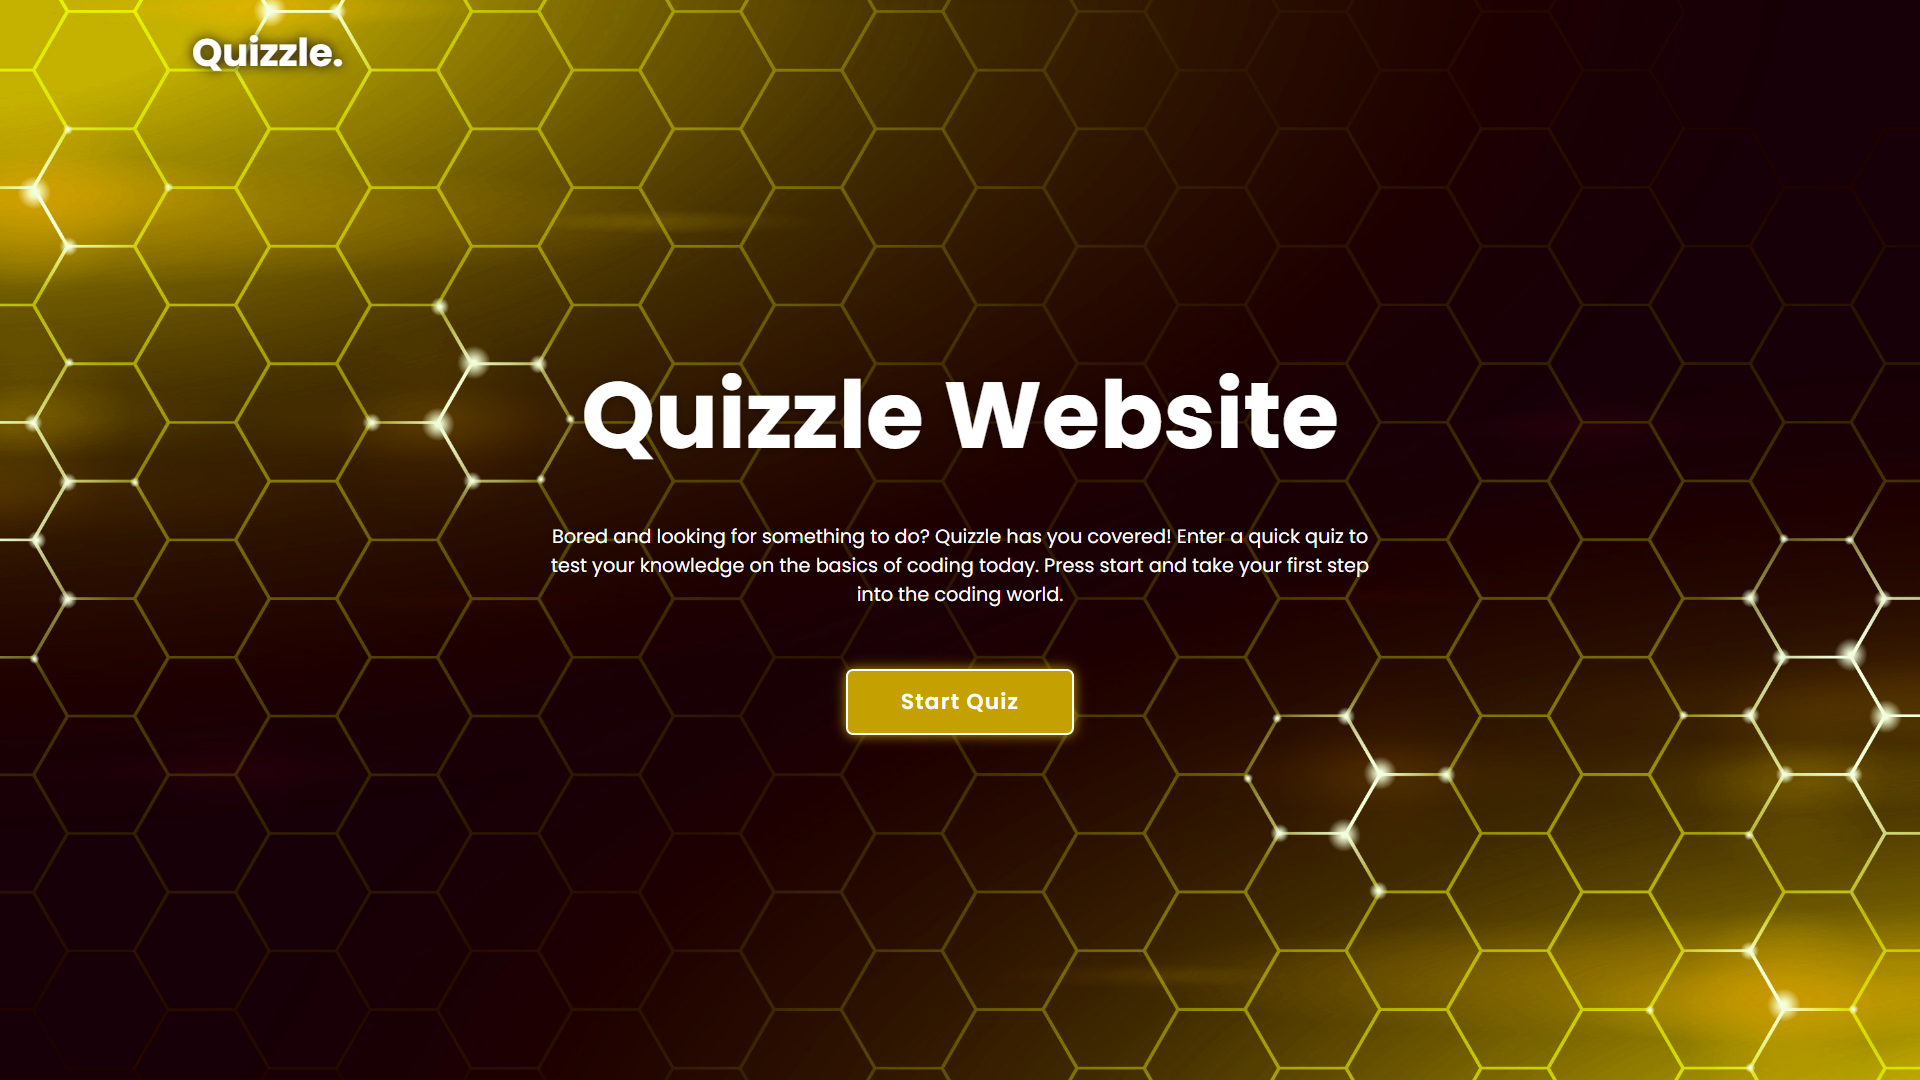 Quizzle.
Quizzle Website
Bored and looking for something to do? Quizzle has you covered! Enter a quick quiz to
test your knowledge on the basics of coding today. Press start and take your first step
into the coding world.
Start Quiz